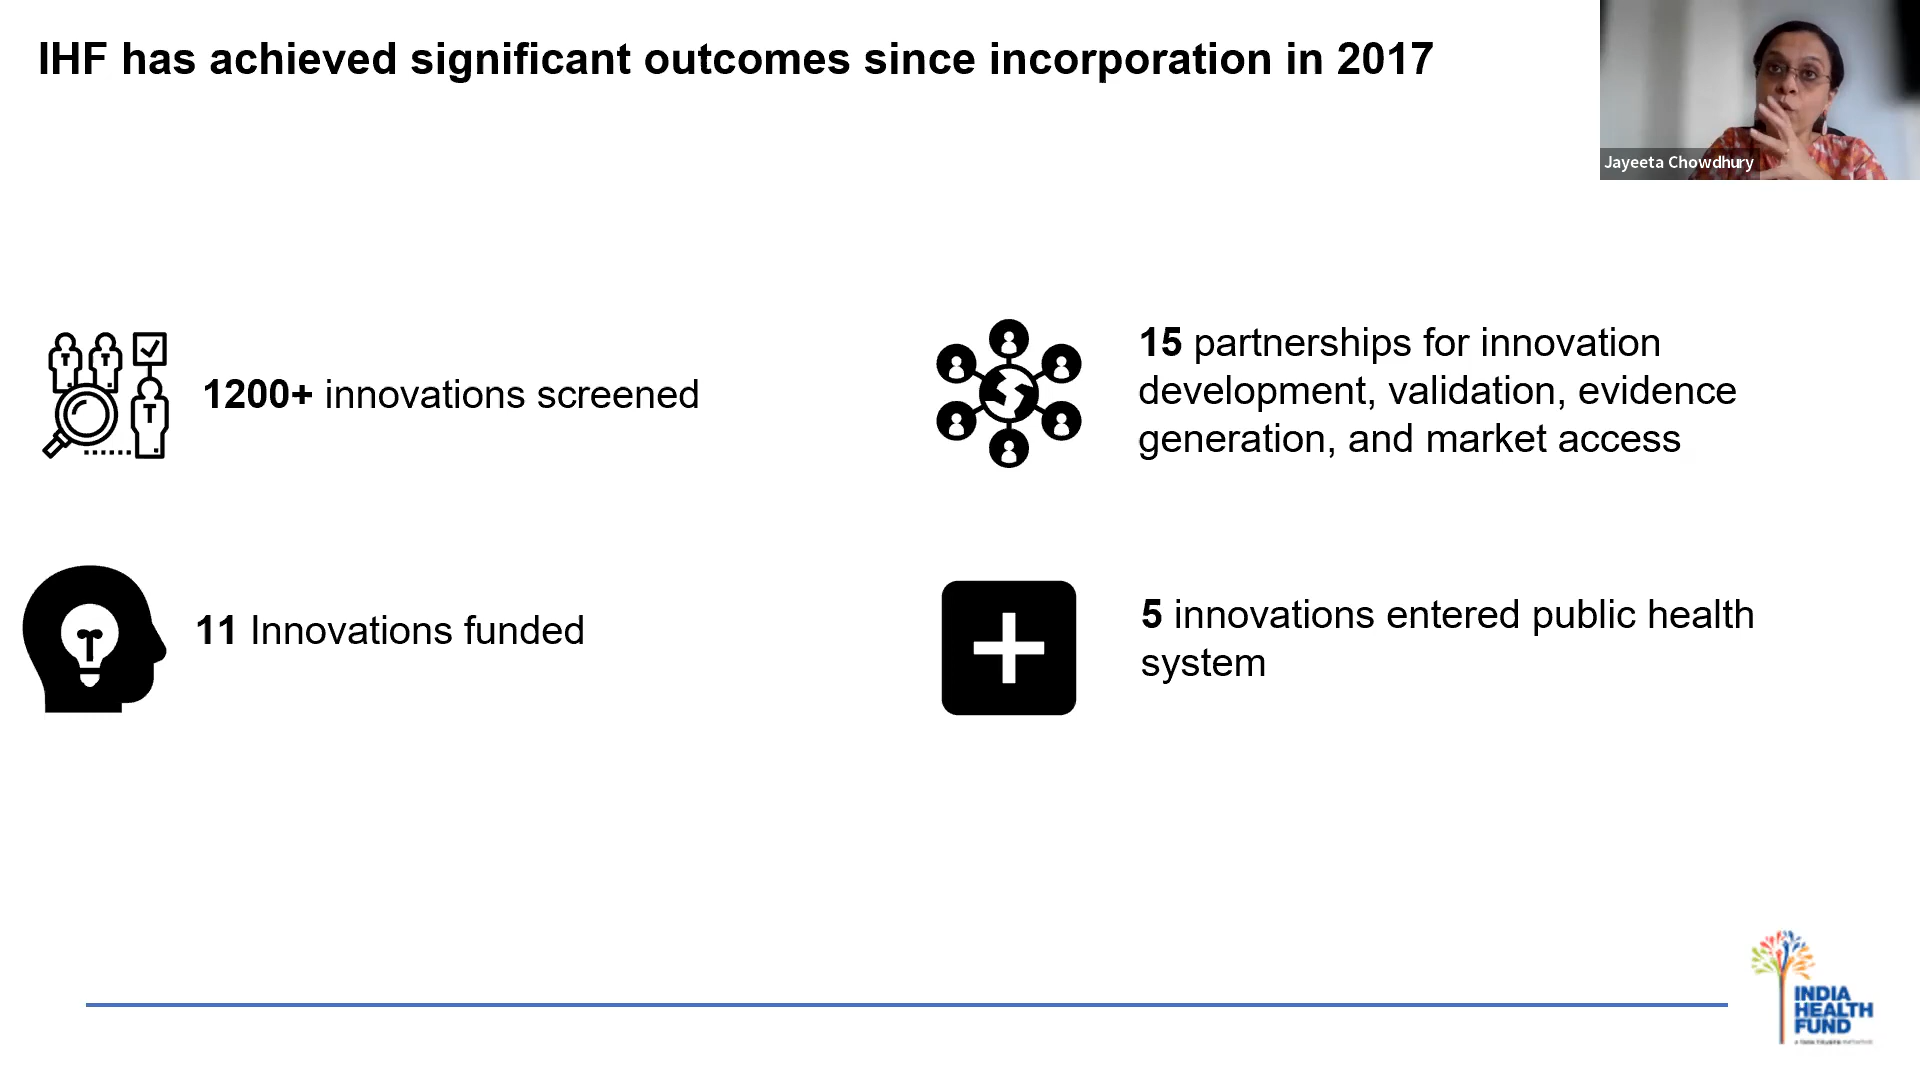 IHF has achieved significant outcomes since incorporation in 2017
Jayeeta Chowdhury
1200+ innovations screened
15 partnerships for innovation
development, validation, evidence
generation, and market access
11 Innovations funded
5 innovations entered public health
system
INDIA
HEALTH
FUND